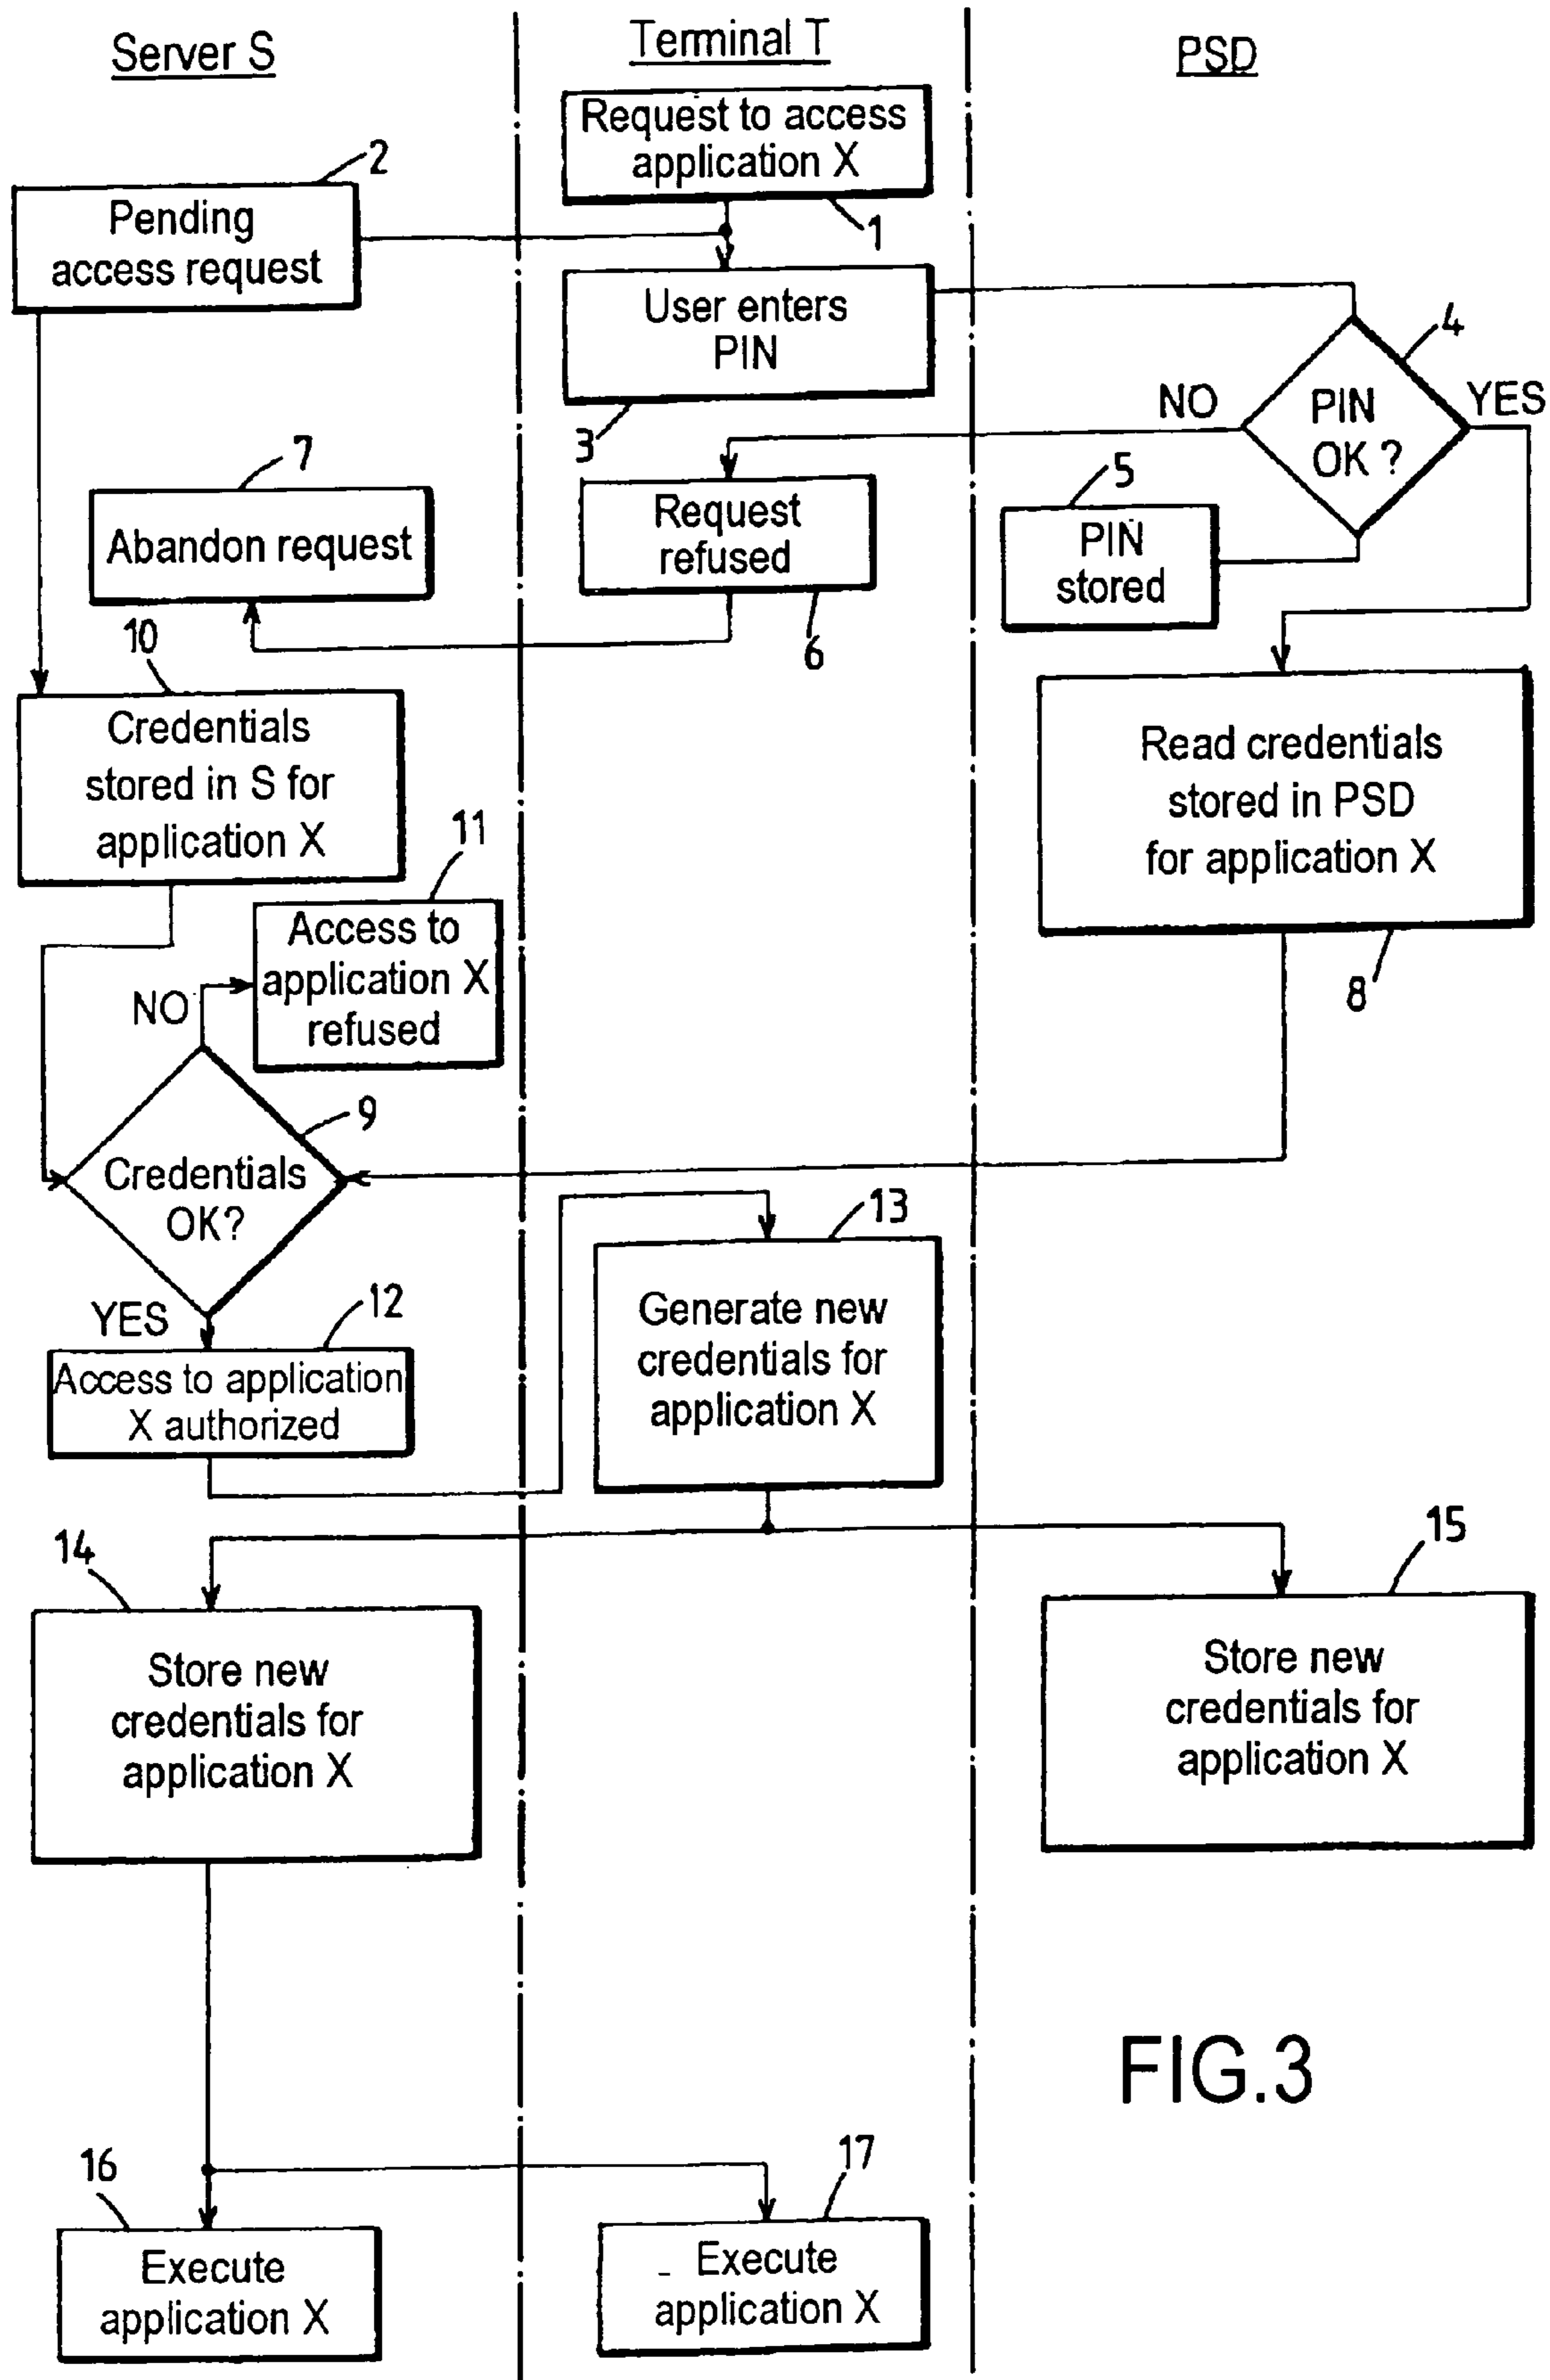 Server S
Terminal T
PSD
Request to access
application X
1
2
Pending
access request
User enters
PIN
3
4
PIN
OK ?
NO
YES
5
PIN
stored
Request
refused
6
7
Abandon request
10
Credentials
stored in S for
application X
Read credentials
stored in PSD
for application X
8
11
Access to
application X
refused
NO
9
Credentials
OK?
YES
12
Access to application
X authorized
13
Generate new
credentials for
application X
14
Store new
credentials for
application X
15
Store new
credentials for
application X
FIG.3
16
Execute
application X
17
Execute
application X